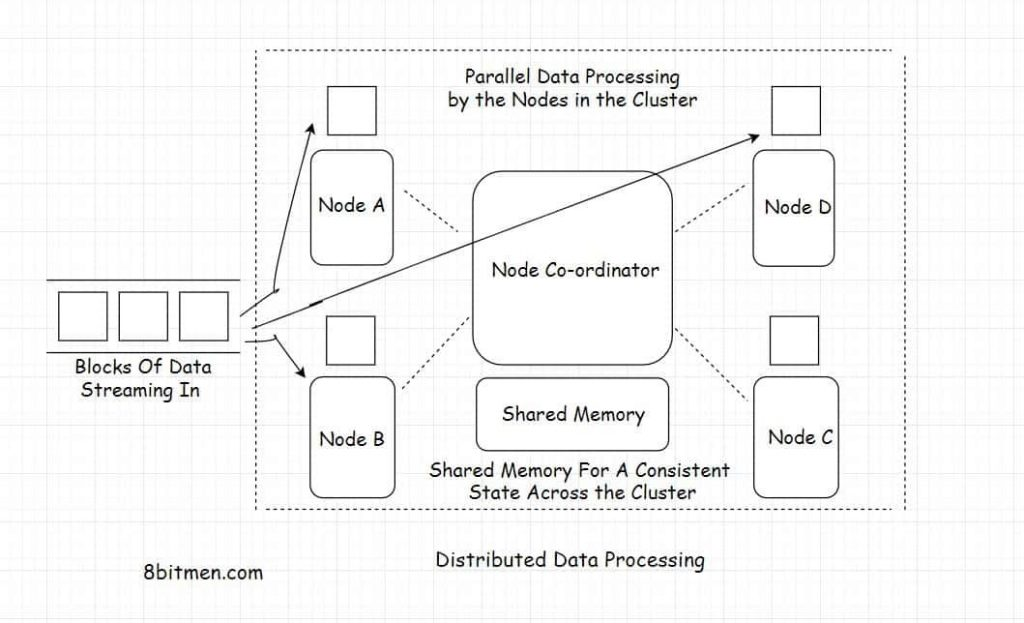 Parallel Data Processing
by the Nodes in the Cluster
Node A
Node D
Node Co-ordinator
Blocks Of Data
Streaming In
Shared Memory
Node B
Node C
Shared Memory For A Consistent
State Across the Cluster
Distributed Data Processing
8bitmen.com